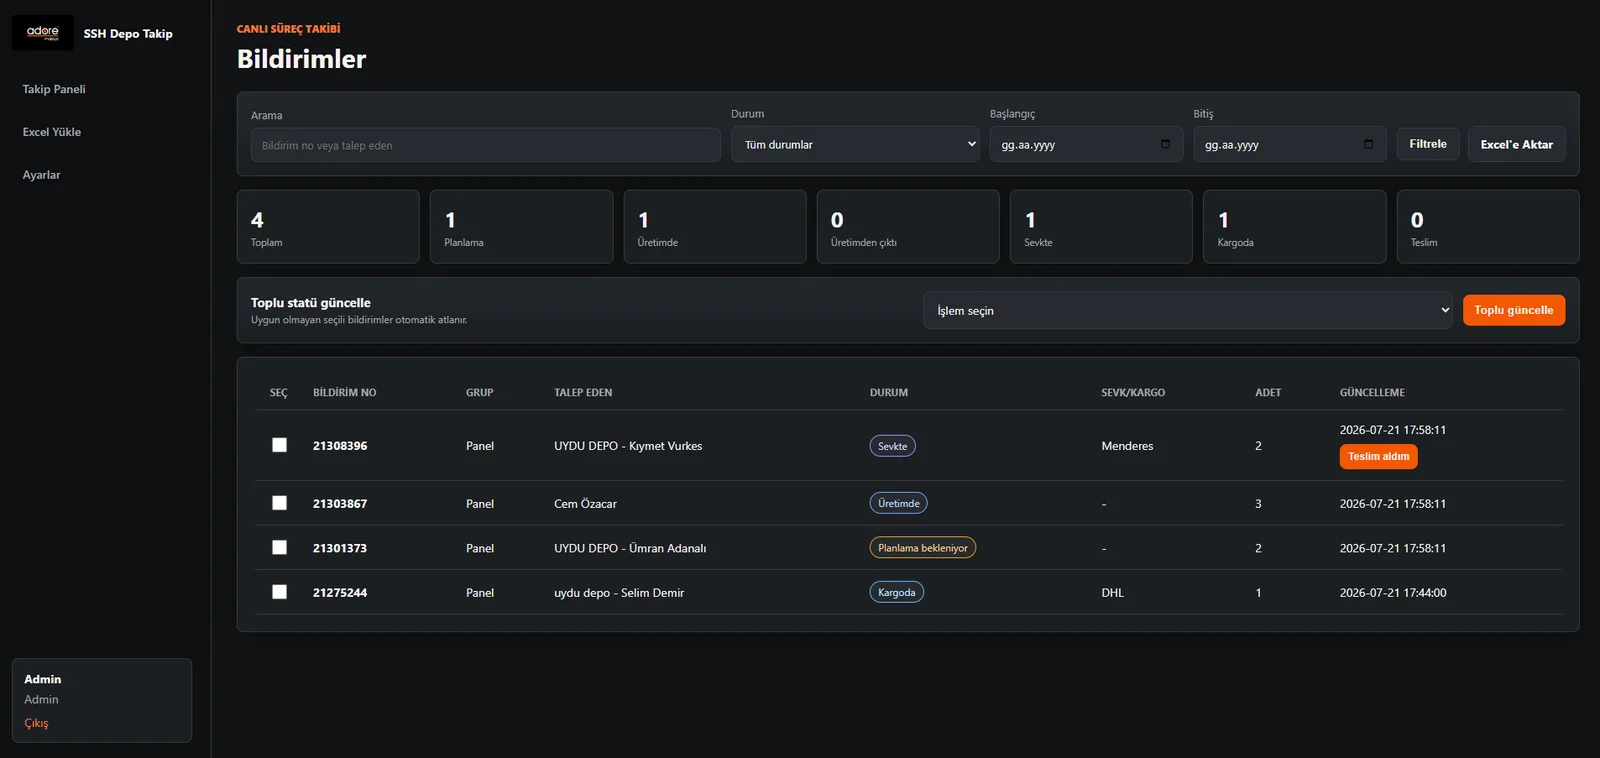 adore
SSH Depo Takip
Takip Paneli
Excel Yükle
Ayarlar
Admin
Admin
Çıkış
CANLI SÜREÇ TAKİBİ
Bildirimler
Arama
Durum
Başlangıç
Bitiş
Bildirim no veya talep eden
Tüm durumlar
gg.aa.yyyy
gg.aa.yyyy
Filtrele
Excel'e Aktar
4
Toplam
1
Planlama
1
Üretimde
0
Üretimden çıktı
1
Sevkte
1
Kargoda
0
Teslim
Toplu statü güncelle
Uygun olmayan seçili bildirimler otomatik atlanır.
İşlem seçin
Toplu güncelle
SEÇ BİLDİRİM NO GRUP TALEP EDEN DURUM SEVK/KARGO ADET GÜNCELLEME
21308396 Panel UYDU DEPO - Kıymet Vurkes Sevkte Menderes 2 2026-07-21 17:58:11
Teslim aldım
21303867 Panel Cem Özacar Üretimde - 3 2026-07-21 17:58:11
21301373 Panel UYDU DEPO - Ümran Adanalı Planlama bekleniyor - 2 2026-07-21 17:58:11
21275244 Panel uydu depo - Selim Demir Kargoda DHL 1 2026-07-21 17:44:00